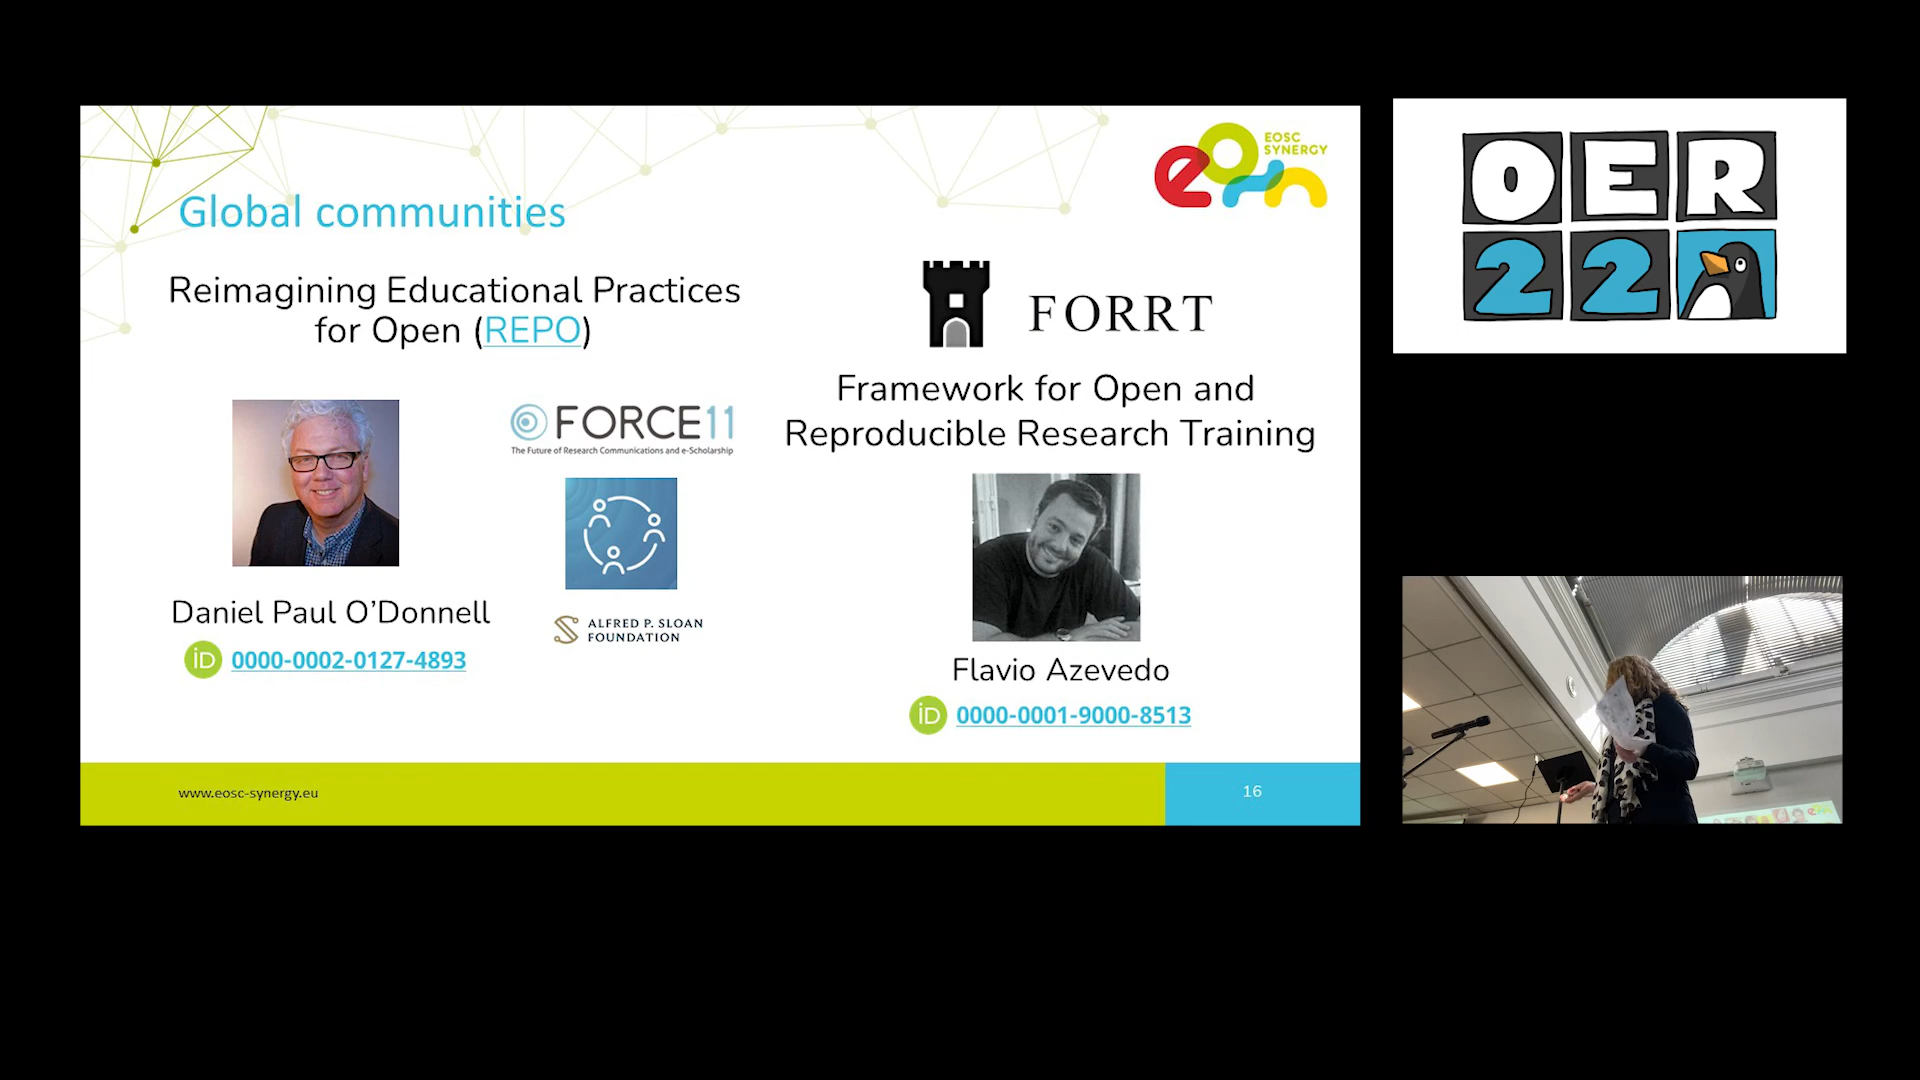 Global communities
EOSC
SYNERGY
Reimagining Educational Practices
for Open (REPO)
FORCE11
The Future of Research Communications and e-Scholarship
ALFRED P. SLOAN
FOUNDATION
Daniel Paul O’Donnell
iD 0000-0002-0127-4893
FORRT
Framework for Open and
Reproducible Research Training
Flavio Azevedo
iD 0000-0001-9000-8513
www.eosc-synergy.eu
16
OER
22